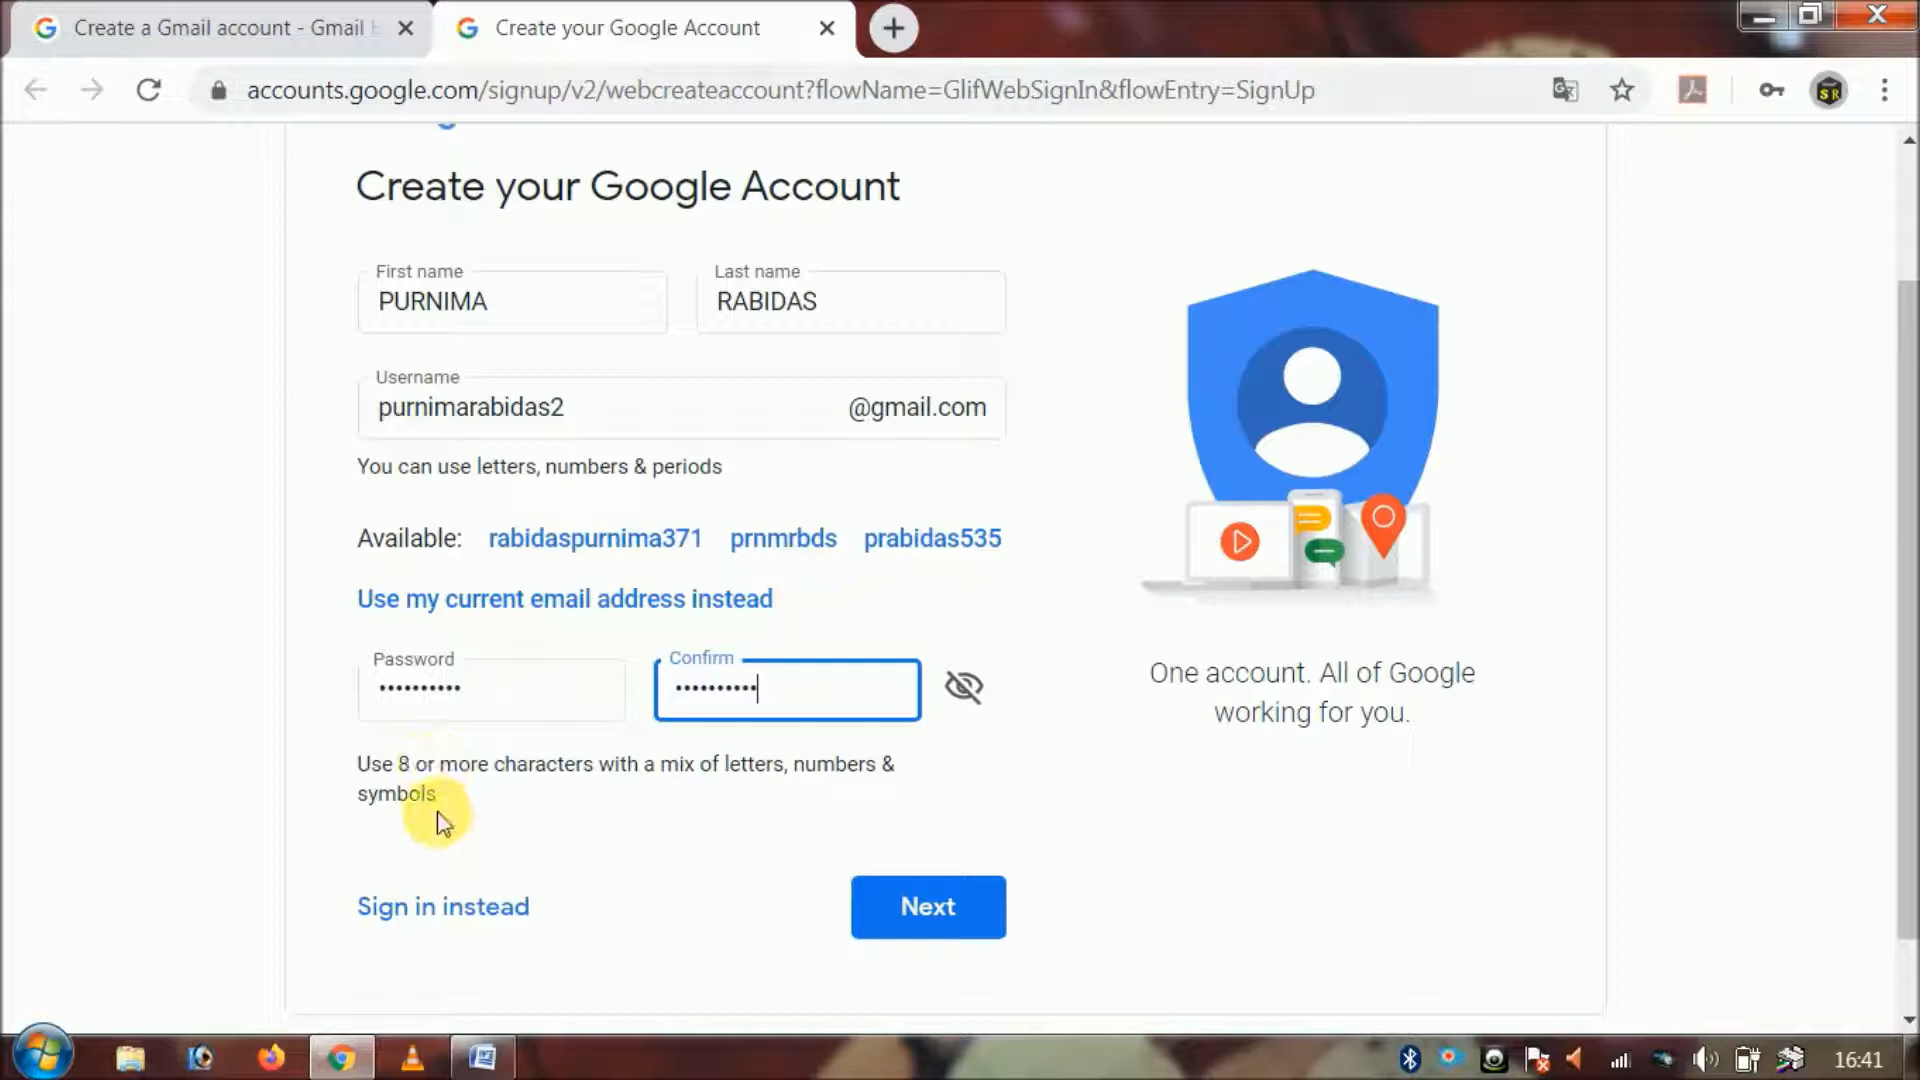 Create a Gmail account - Gmail
Create your Google Account
accounts.google.com/signup/v2/webcreateaccount?flowName=GlifWebSignIn&flowEntry=SignUp
SR
Create your Google Account
First name
PURNIMA
Last name
RABIDAS
Username
purnimarabidas2
@gmail.com
You can use letters, numbers & periods
Available: rabidaspurnima371 prnmrbds prabidas535
Use my current email address instead
Password
••••••••••
Confirm
••••••••••
Use 8 or more characters with a mix of letters, numbers &
symbols
Sign in instead
Next
One account. All of Google
working for you.
16:41